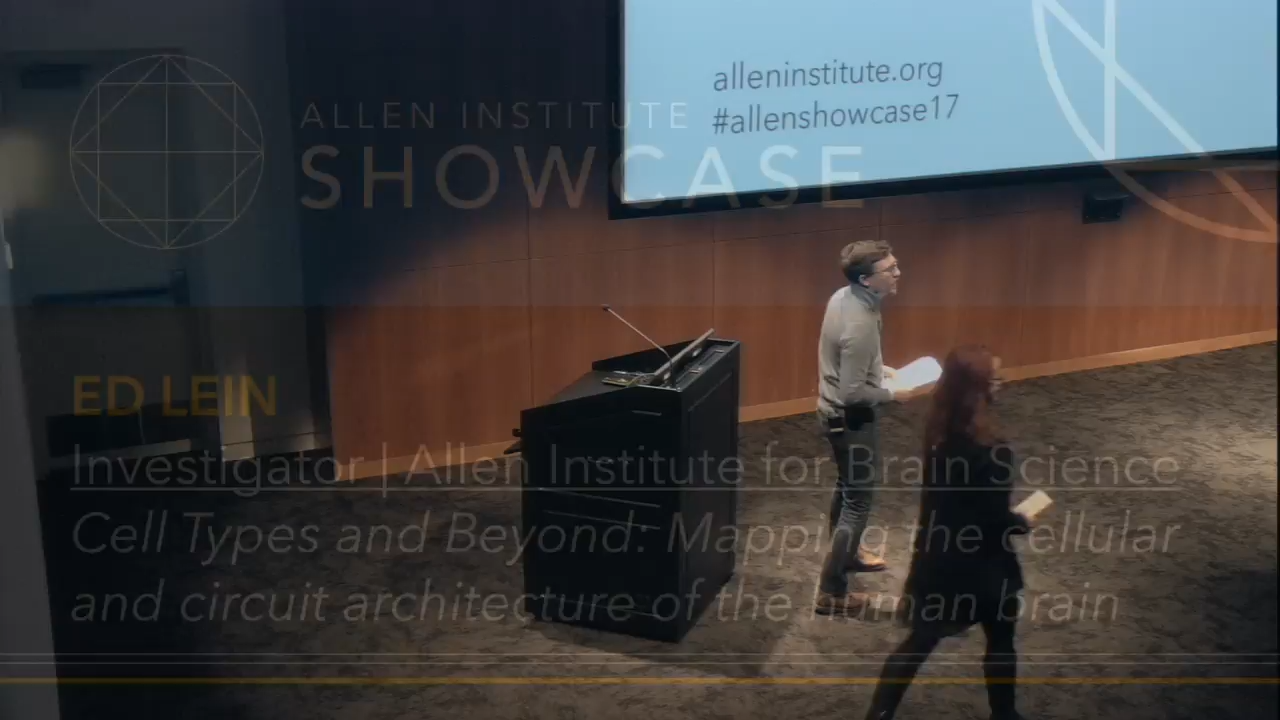 alleninstitute.org
#allenshowcase17
ALLEN INSTITUTE
SHOWCASE
ED LEIN
Investigator | Allen Institute for Brain Science
Cell Types and Beyond: Mapping the cellular
and circuit architecture of the human brain